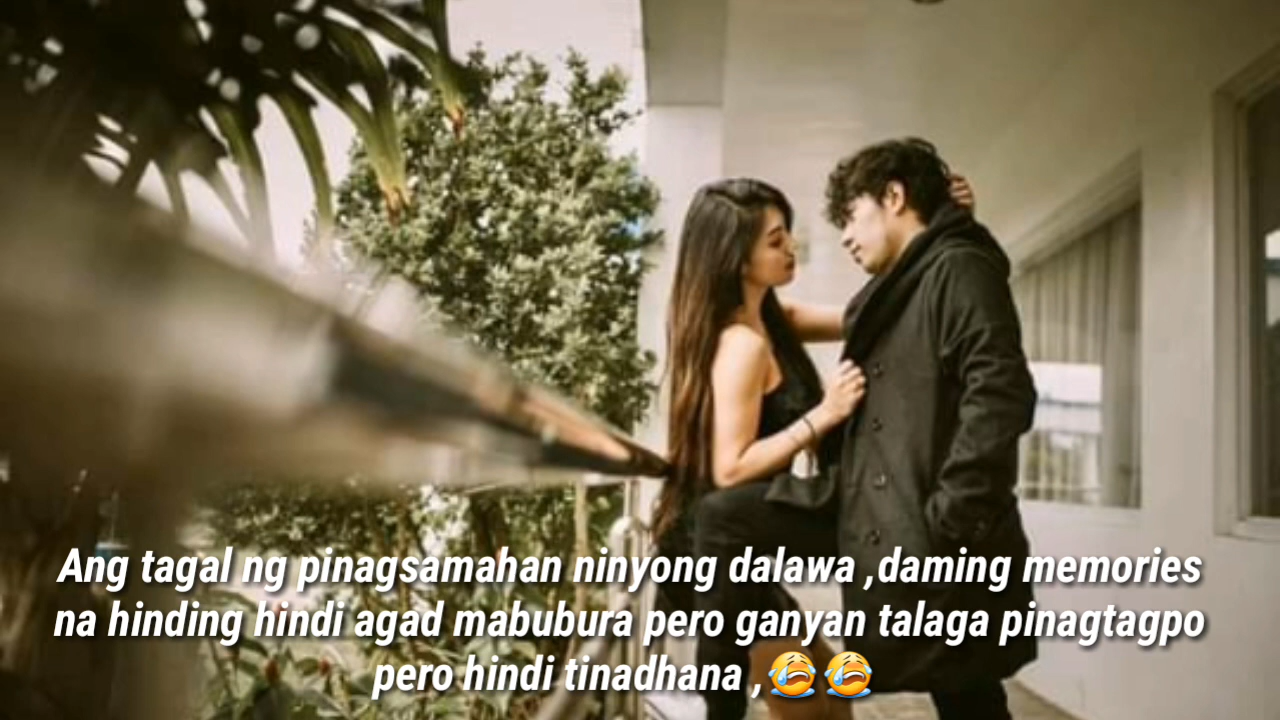 Ang tagal ng pinagsamahan ninyong dalawa ,daming memories
na hinding hindi agad mabubura pero ganyan talaga pinagtagpo
pero hindi tinadhana ,😭😭